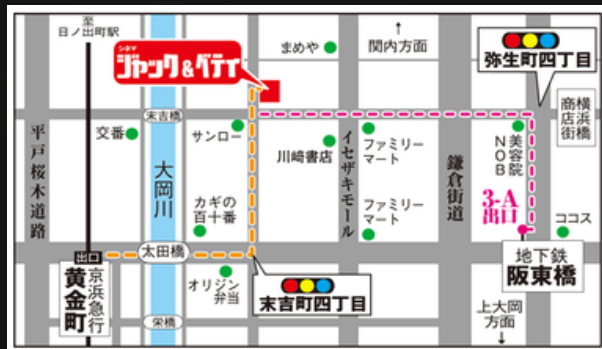 至
日ノ出町駅
シネマ
ジャック&ベティ
まめや
↑
関内方面
弥生町四丁目
平戸桜木道路
末吉橋
交番
サンロー
大岡川
川﨑書店
イセザキモール
ファミリー
マート
鎌倉街道
美容院
NOB
横浜橋
商店街
カギの
百十番
ファミリー
マート
3-A
出口
ココス
出口
太田橋
京浜急行
黄金町
オリジン
弁当
末吉町四丁目
地下鉄
阪東橋
栄橋
上大岡
方面
↓